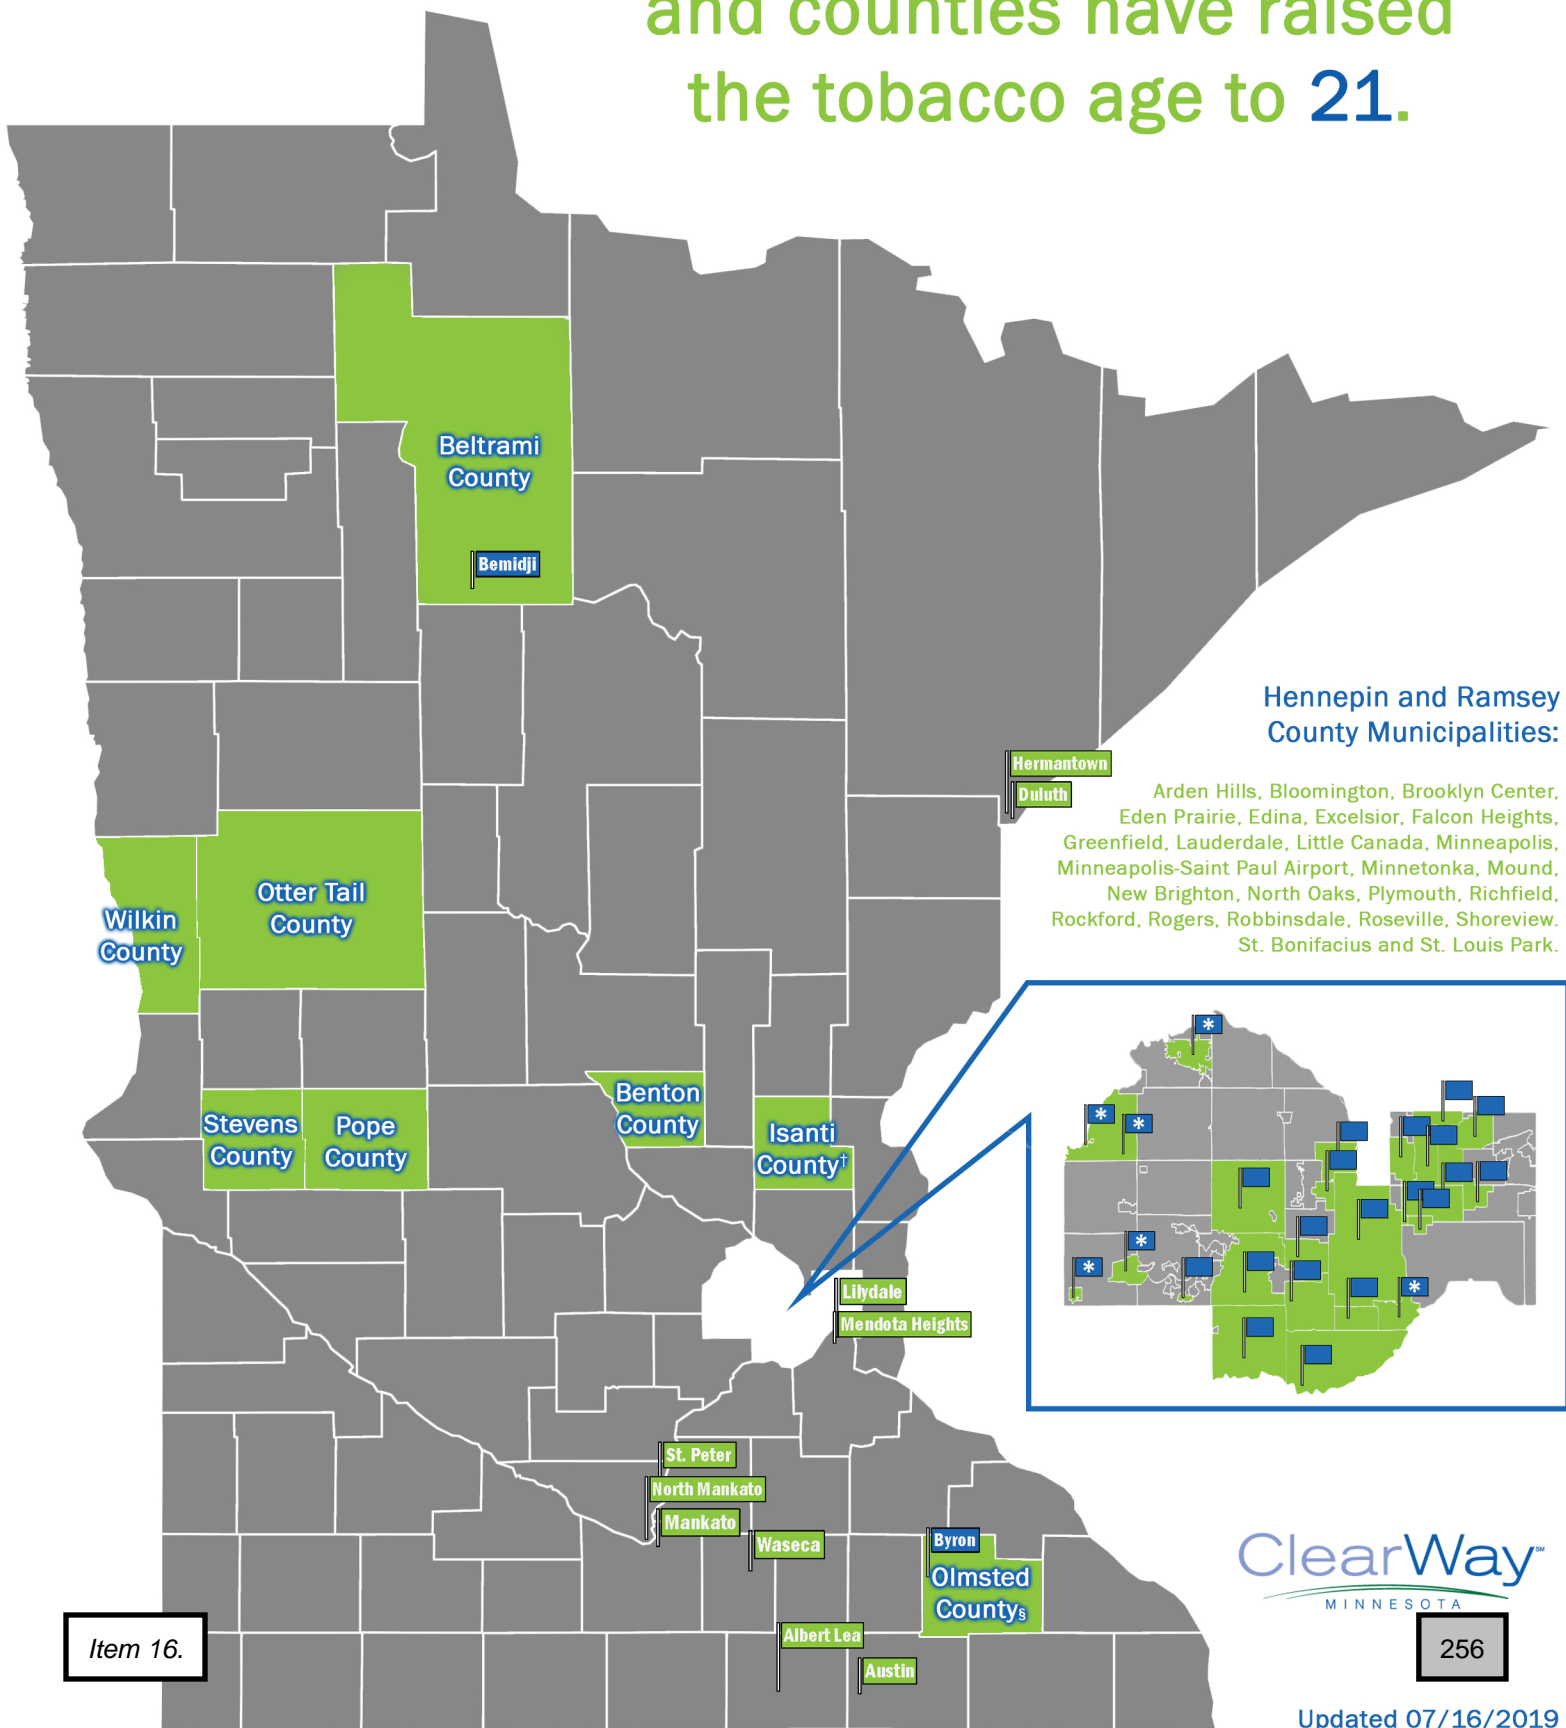 and counties have raised
the tobacco age to 21.
Beltrami
County
Bemidji
Hennepin and Ramsey
County Municipalities:
Hermantown
Duluth
Arden Hills, Bloomington, Brooklyn Center,
Eden Prairie, Edina, Excelsior, Falcon Heights,
Greenfield, Lauderdale, Little Canada, Minneapolis,
Minneapolis-Saint Paul Airport, Minnetonka, Mound,
New Brighton, North Oaks, Plymouth, Richfield,
Rockford, Rogers, Robbinsdale, Roseville, Shoreview.
St. Bonifacius and St. Louis Park.
Otter Tail
County
Wilkin
County
*
*
*
*
*
*
Benton
County
Stevens
County
Pope
County
Isanti
County†
Lilydale
Mendota Heights
St. Peter
North Mankato
Mankato
Waseca
Byron
Olmsted
County§
Albert Lea
Austin
ClearWay℠
MINNESOTA
Item 16.
256
Updated 07/16/2019